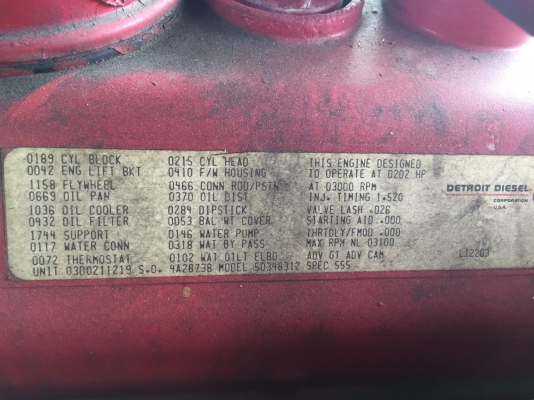 0189 CYL BLOCK 0215 CYL HEAD THIS ENGINE DESIGNED
0042 ENG LIFT BKT 0410 F/W HOUSING TO OPERATE AT 0202 HP
1158 FLYWHEEL 0466 CONN ROD/PSTN AT 03000 RPM
0669 OIL PAN 0370 OIL DIST INJ. TIMING 1.520
1036 OIL COOLER 0284 DIPSTICK VALVE LASH .026
0432 OIL FILTER 0053 BAL WT COVER STARTING AID .000
1744 SUPPORT 0146 WATER PUMP THRDLY/FMOD .000
0117 WATER CONN 0318 WAT BY PASS MAX RPM NL 03100
0072 THERMOSTAT 0102 WAT OILT ELBO ADV GT ADV CAM
UNIT 03D0211219 S.O. 4A28738 MODEL 50348312 SPEC 555
DETROIT DIESEL
CORPORATION
U.S.A.
L12203